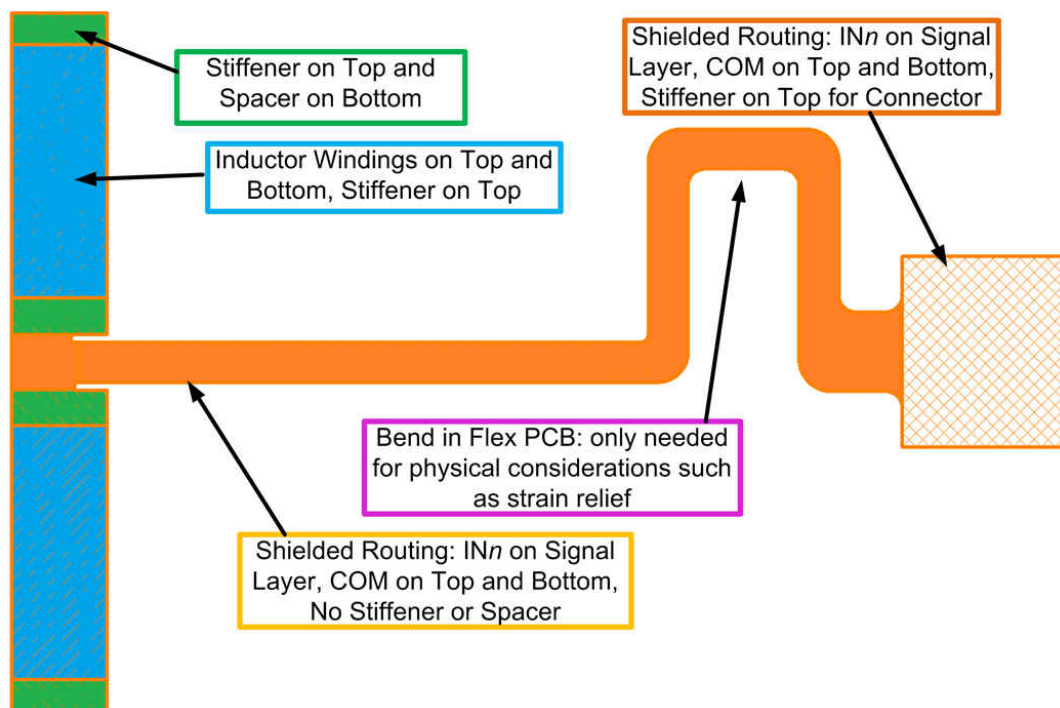 Stiffener on Top and
Spacer on Bottom
Shielded Routing: INn on Signal
Layer, COM on Top and Bottom,
Stiffener on Top for Connector
Inductor Windings on Top and
Bottom, Stiffener on Top
Bend in Flex PCB: only needed
for physical considerations such
as strain relief
Shielded Routing: INn on Signal
Layer, COM on Top and Bottom,
No Stiffener or Spacer